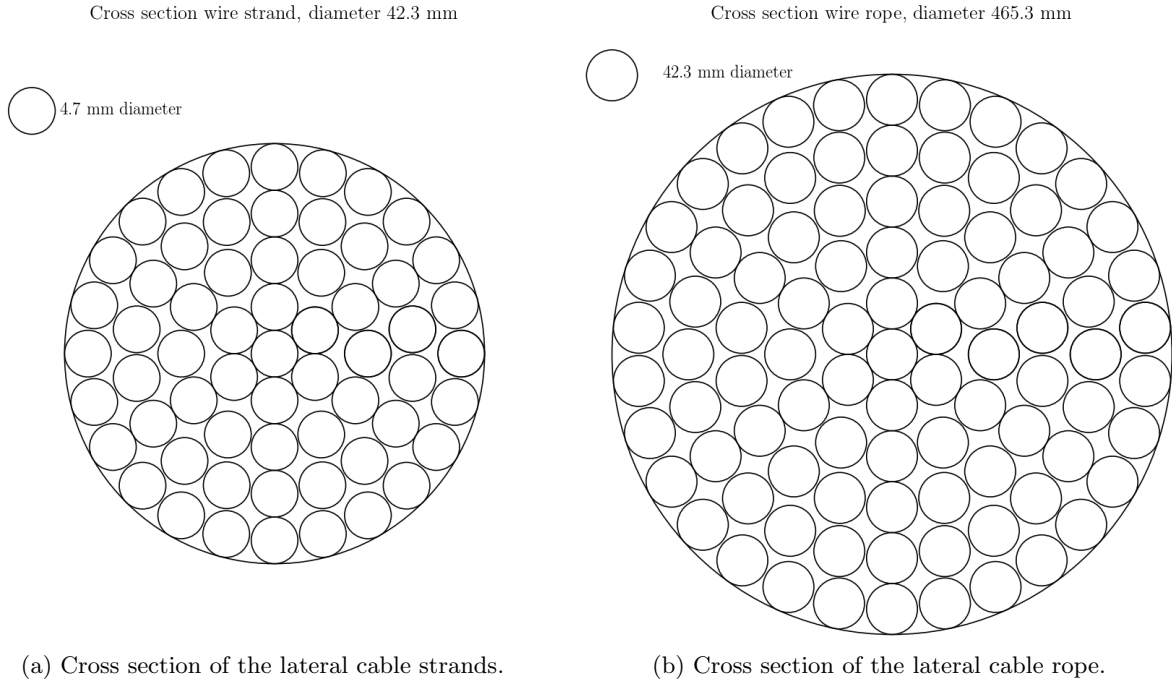 Cross section wire strand, diameter 42.3 mm
4.7 mm diameter
(a) Cross section of the lateral cable strands.
Cross section wire rope, diameter 465.3 mm
42.3 mm diameter
(b) Cross section of the lateral cable rope.